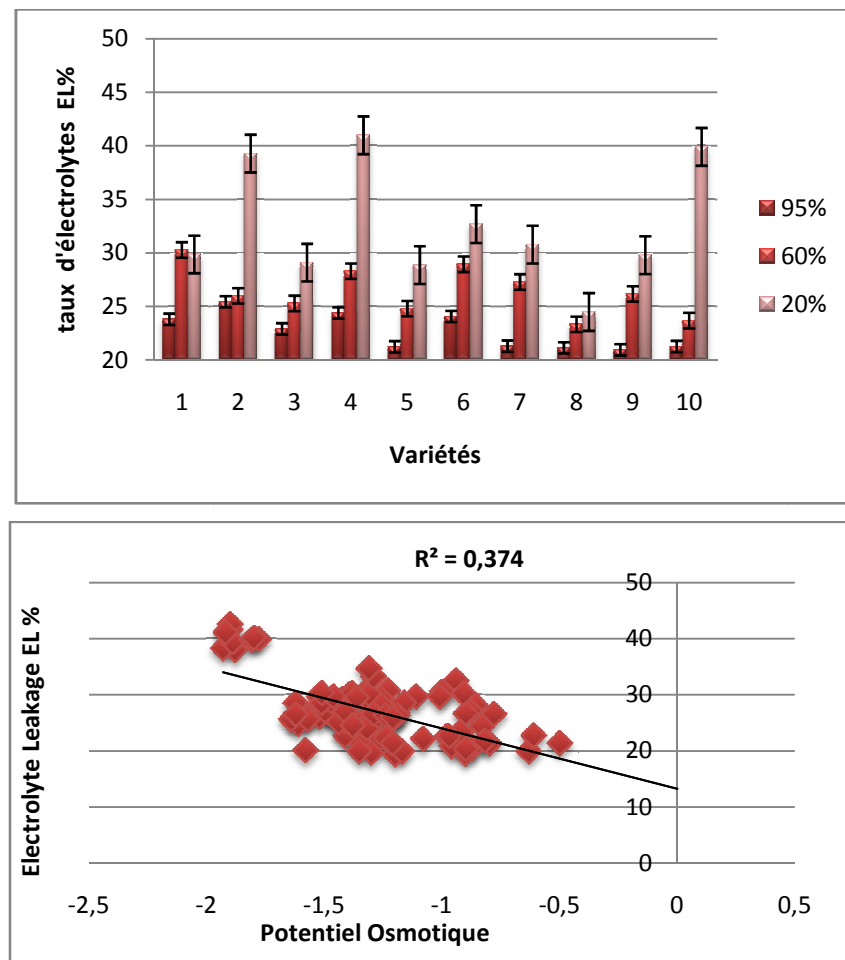 50
45
40
35
30
25
20
taux d'électrolytes EL%
1 2 3 4 5 6 7 8 9 10
Variétés
95%
60%
20%
R² = 0,374
50
40
30
20
10
0
Electrolyte Leakage EL %
-2,5 -2 -1,5 -1 -0,5 0 0,5
Potentiel Osmotique